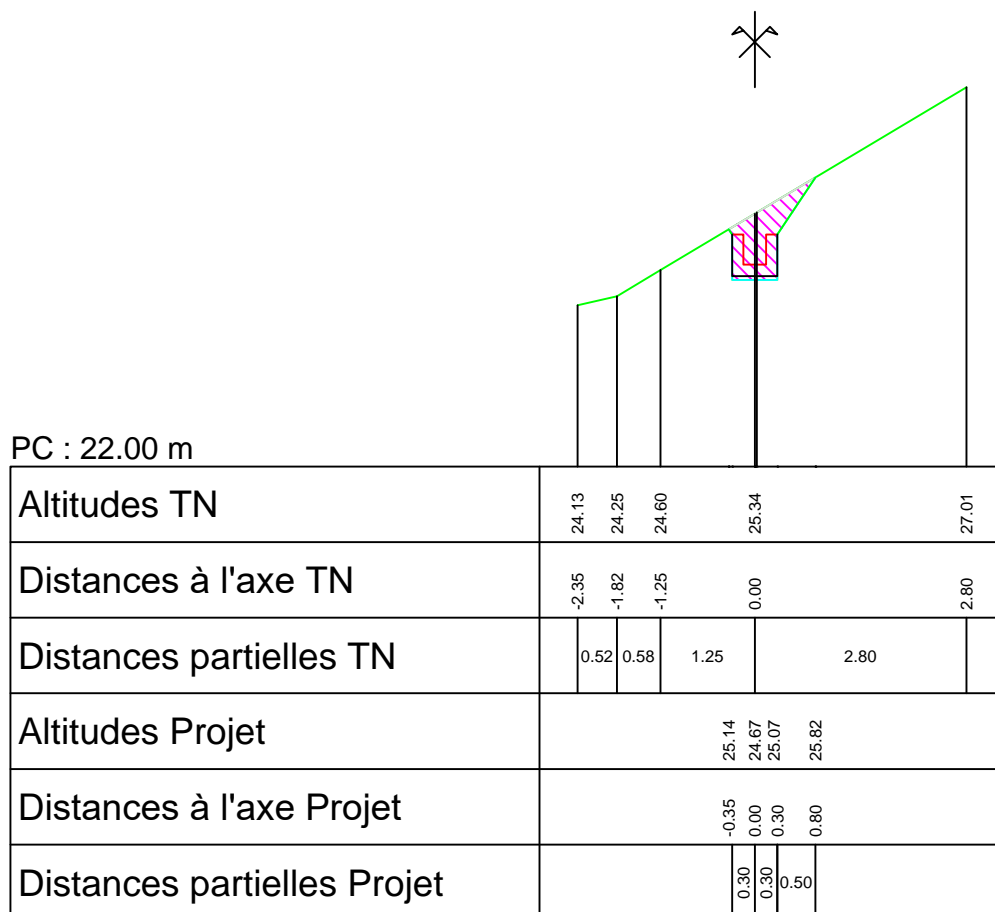 PC : 22.00 m
Altitudes TN 24.13 24.25 24.60 25.34 27.01
Distances à l'axe TN -2.35 -1.82 -1.25 0.00 2.80
Distances partielles TN 0.52 0.58 1.25 2.80
Altitudes Projet 25.14 24.67 25.07 25.82
Distances à l'axe Projet -0.35 0.00 0.30 0.80
Distances partielles Projet 0.30 0.30 0.50